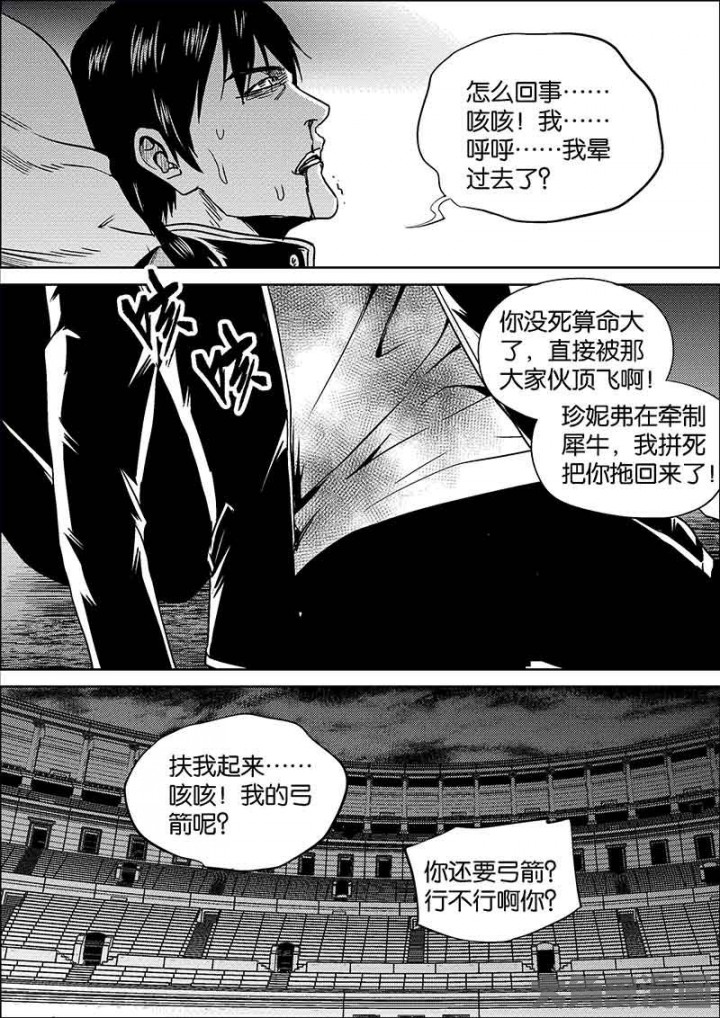 怎么回事……
咳咳！我……
呼呼……我晕
过去了？
咳
咳
你没死算命大
了，直接被那
大家伙顶飞啊！
珍妮弗在牵制
犀牛，我拼死
把你拖回来了！
扶我起来……
咳咳！我的弓
箭呢？
你还要弓箭？
行不行啊你？